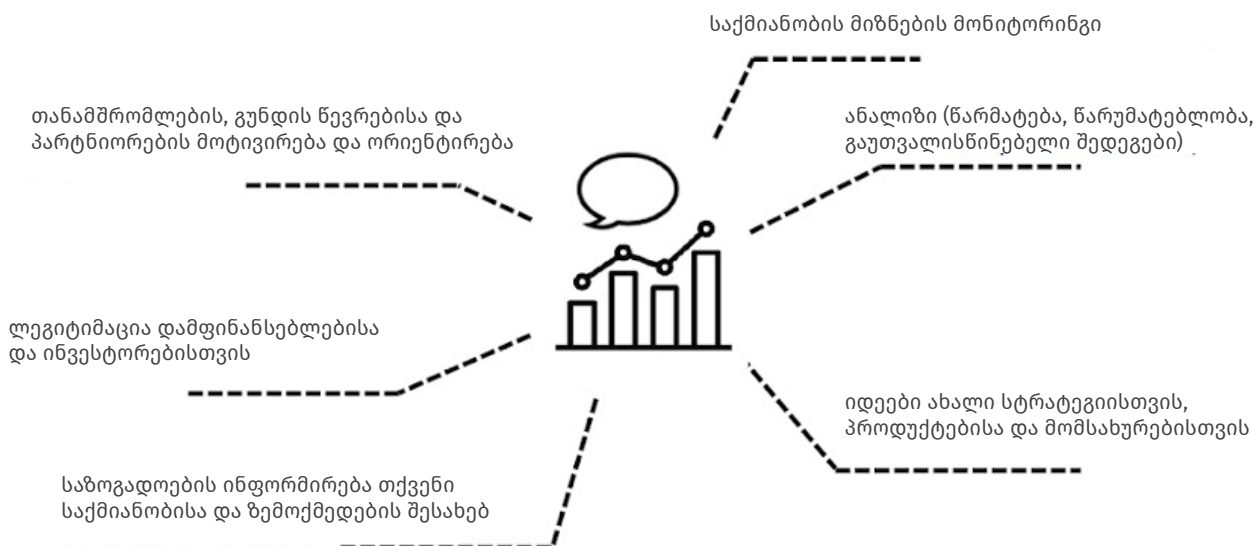 საქმიანობის მიზნების მონიტორინგი
თანამშრომლების, გუნდის წევრებისა და
პარტნიორების მოტივირება და ორიენტირება
ანალიზი (წარმატება, წარუმატებლობა,
გაუთვალისწინებელი შედეგები)
ლეგიტიმაცია დამფინანსებლებისა
და ინვესტორებისთვის
იდეები ახალი სტრატეგიისთვის,
პროდუქტებისა და მომსახურებისთვის
საზოგადოების ინფორმირება თქვენი
საქმიანობისა და ზემოქმედების შესახებ